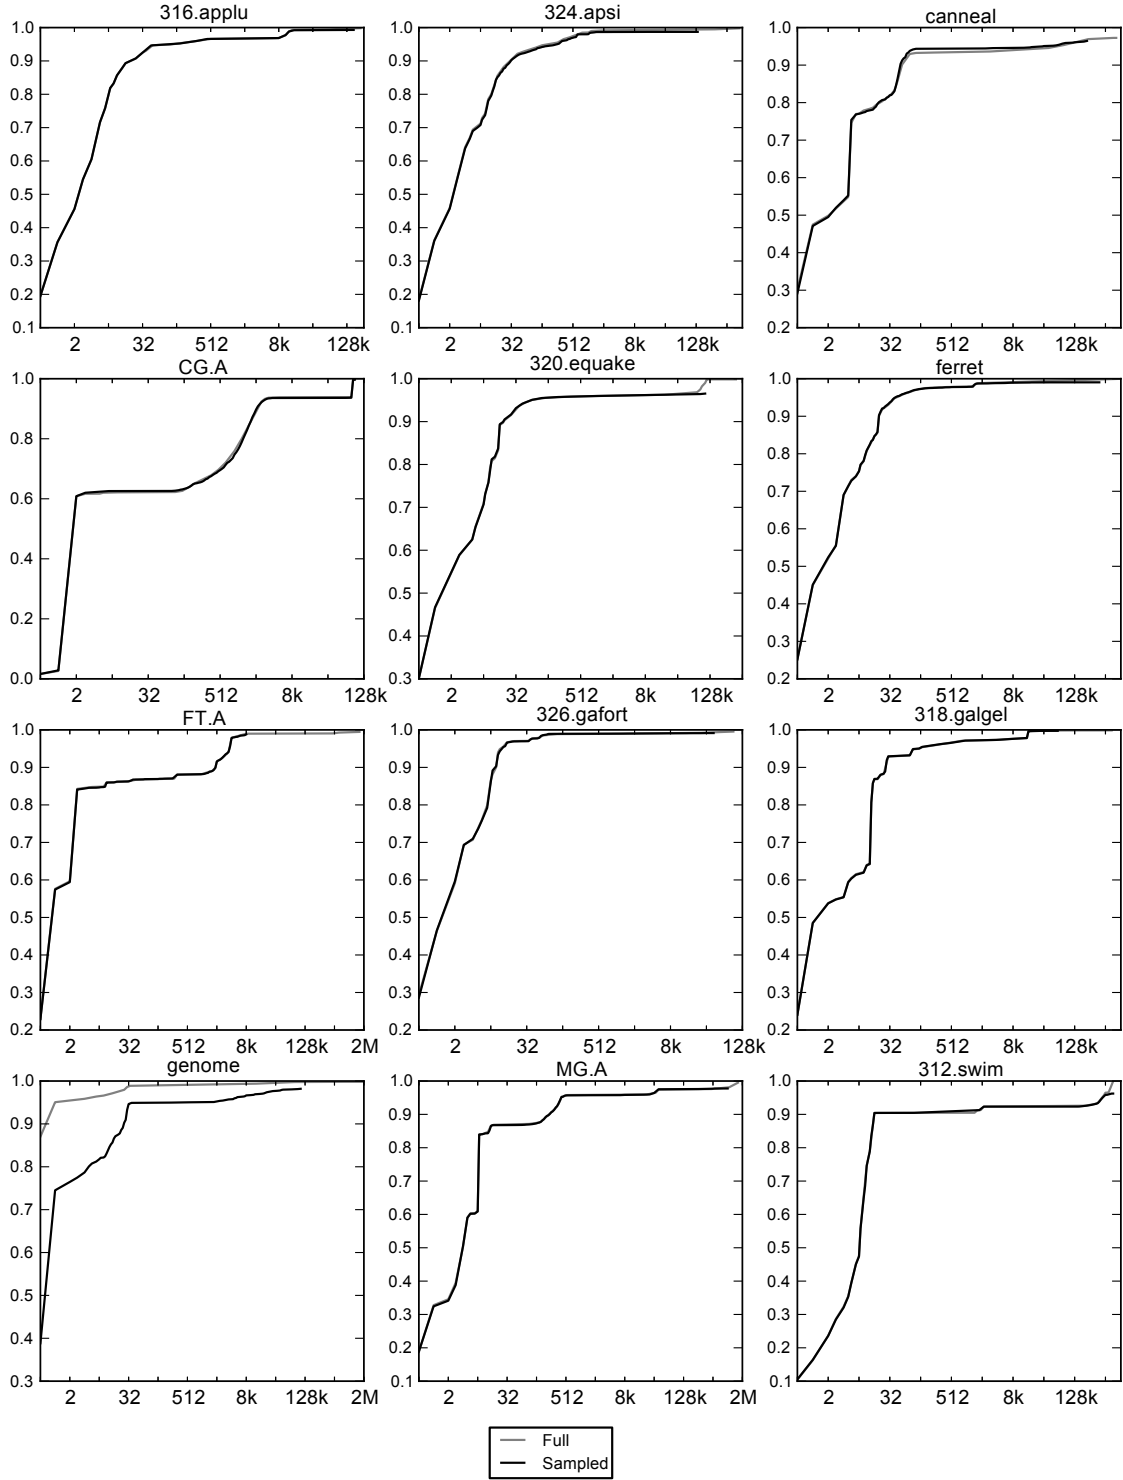 316.applu 324.apsi canneal
1.0 1.0 1.0
0.9 0.9 0.9
0.8 0.8 0.8
0.7 0.7 0.7
0.6 0.6 0.6
0.5 0.5 0.5
0.4 0.4 0.4
0.3 0.3 0.3
0.2 0.2 0.2
0.1 0.1
2 32 512 8k 128k 2 32 512 8k 128k 2 32 512 8k 128k
CG.A 320.equake ferret
1.0 1.0 1.0
0.8 0.9 0.9
0.6 0.8 0.8
0.4 0.7 0.7
0.2 0.6 0.6
0.0 0.5 0.5
0.4 0.4
0.3 0.3
0.2
2 32 512 8k 128k 2 32 512 8k 128k 2 32 512 8k 128k
FT.A 326.gafort 318.galgel
1.0 1.0 1.0
0.9 0.9 0.9
0.8 0.8 0.8
0.7 0.7 0.7
0.6 0.6 0.6
0.5 0.5 0.5
0.4 0.4 0.4
0.3 0.3 0.3
0.2 0.2 0.2
2 32 512 8k 128k 2M 2 32 512 8k 128k 2 32 512 8k 128k
genome MG.A 312.swim
1.0 1.0 1.0
0.9 0.9 0.9
0.8 0.8 0.8
0.7 0.7 0.7
0.6 0.6 0.6
0.5 0.5 0.5
0.4 0.4 0.4
0.3 0.3 0.3
0.2 0.2
0.1 0.1
2 32 512 8k 128k 2M 2 32 512 8k 128k 2M 2 32 512 8k 128k
Full
Sampled